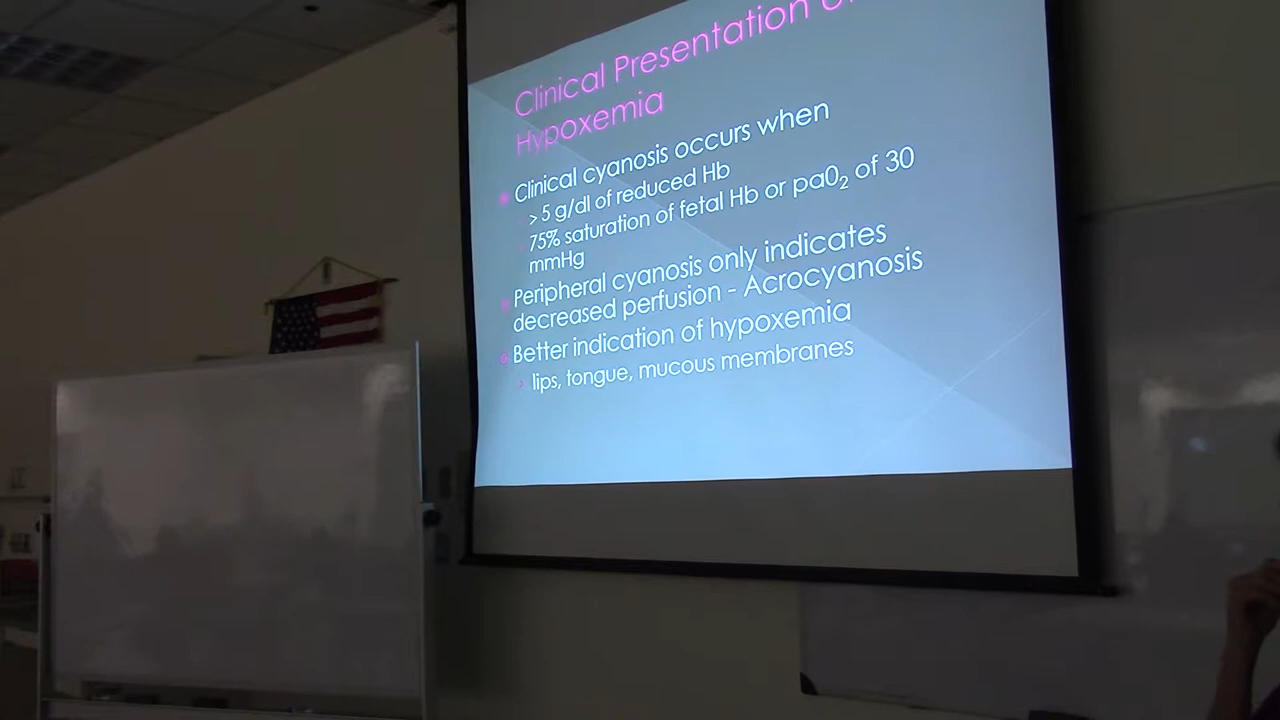 Clinical Presentation of
Hypoxemia
Clinical cyanosis occurs when
> 5 g/dl of reduced Hb
75% saturation of fetal Hb or pa0₂ of 30
mmHg
Peripheral cyanosis only indicates
decreased perfusion - Acrocyanosis
Better indication of hypoxemia
lips, tongue, mucous membranes